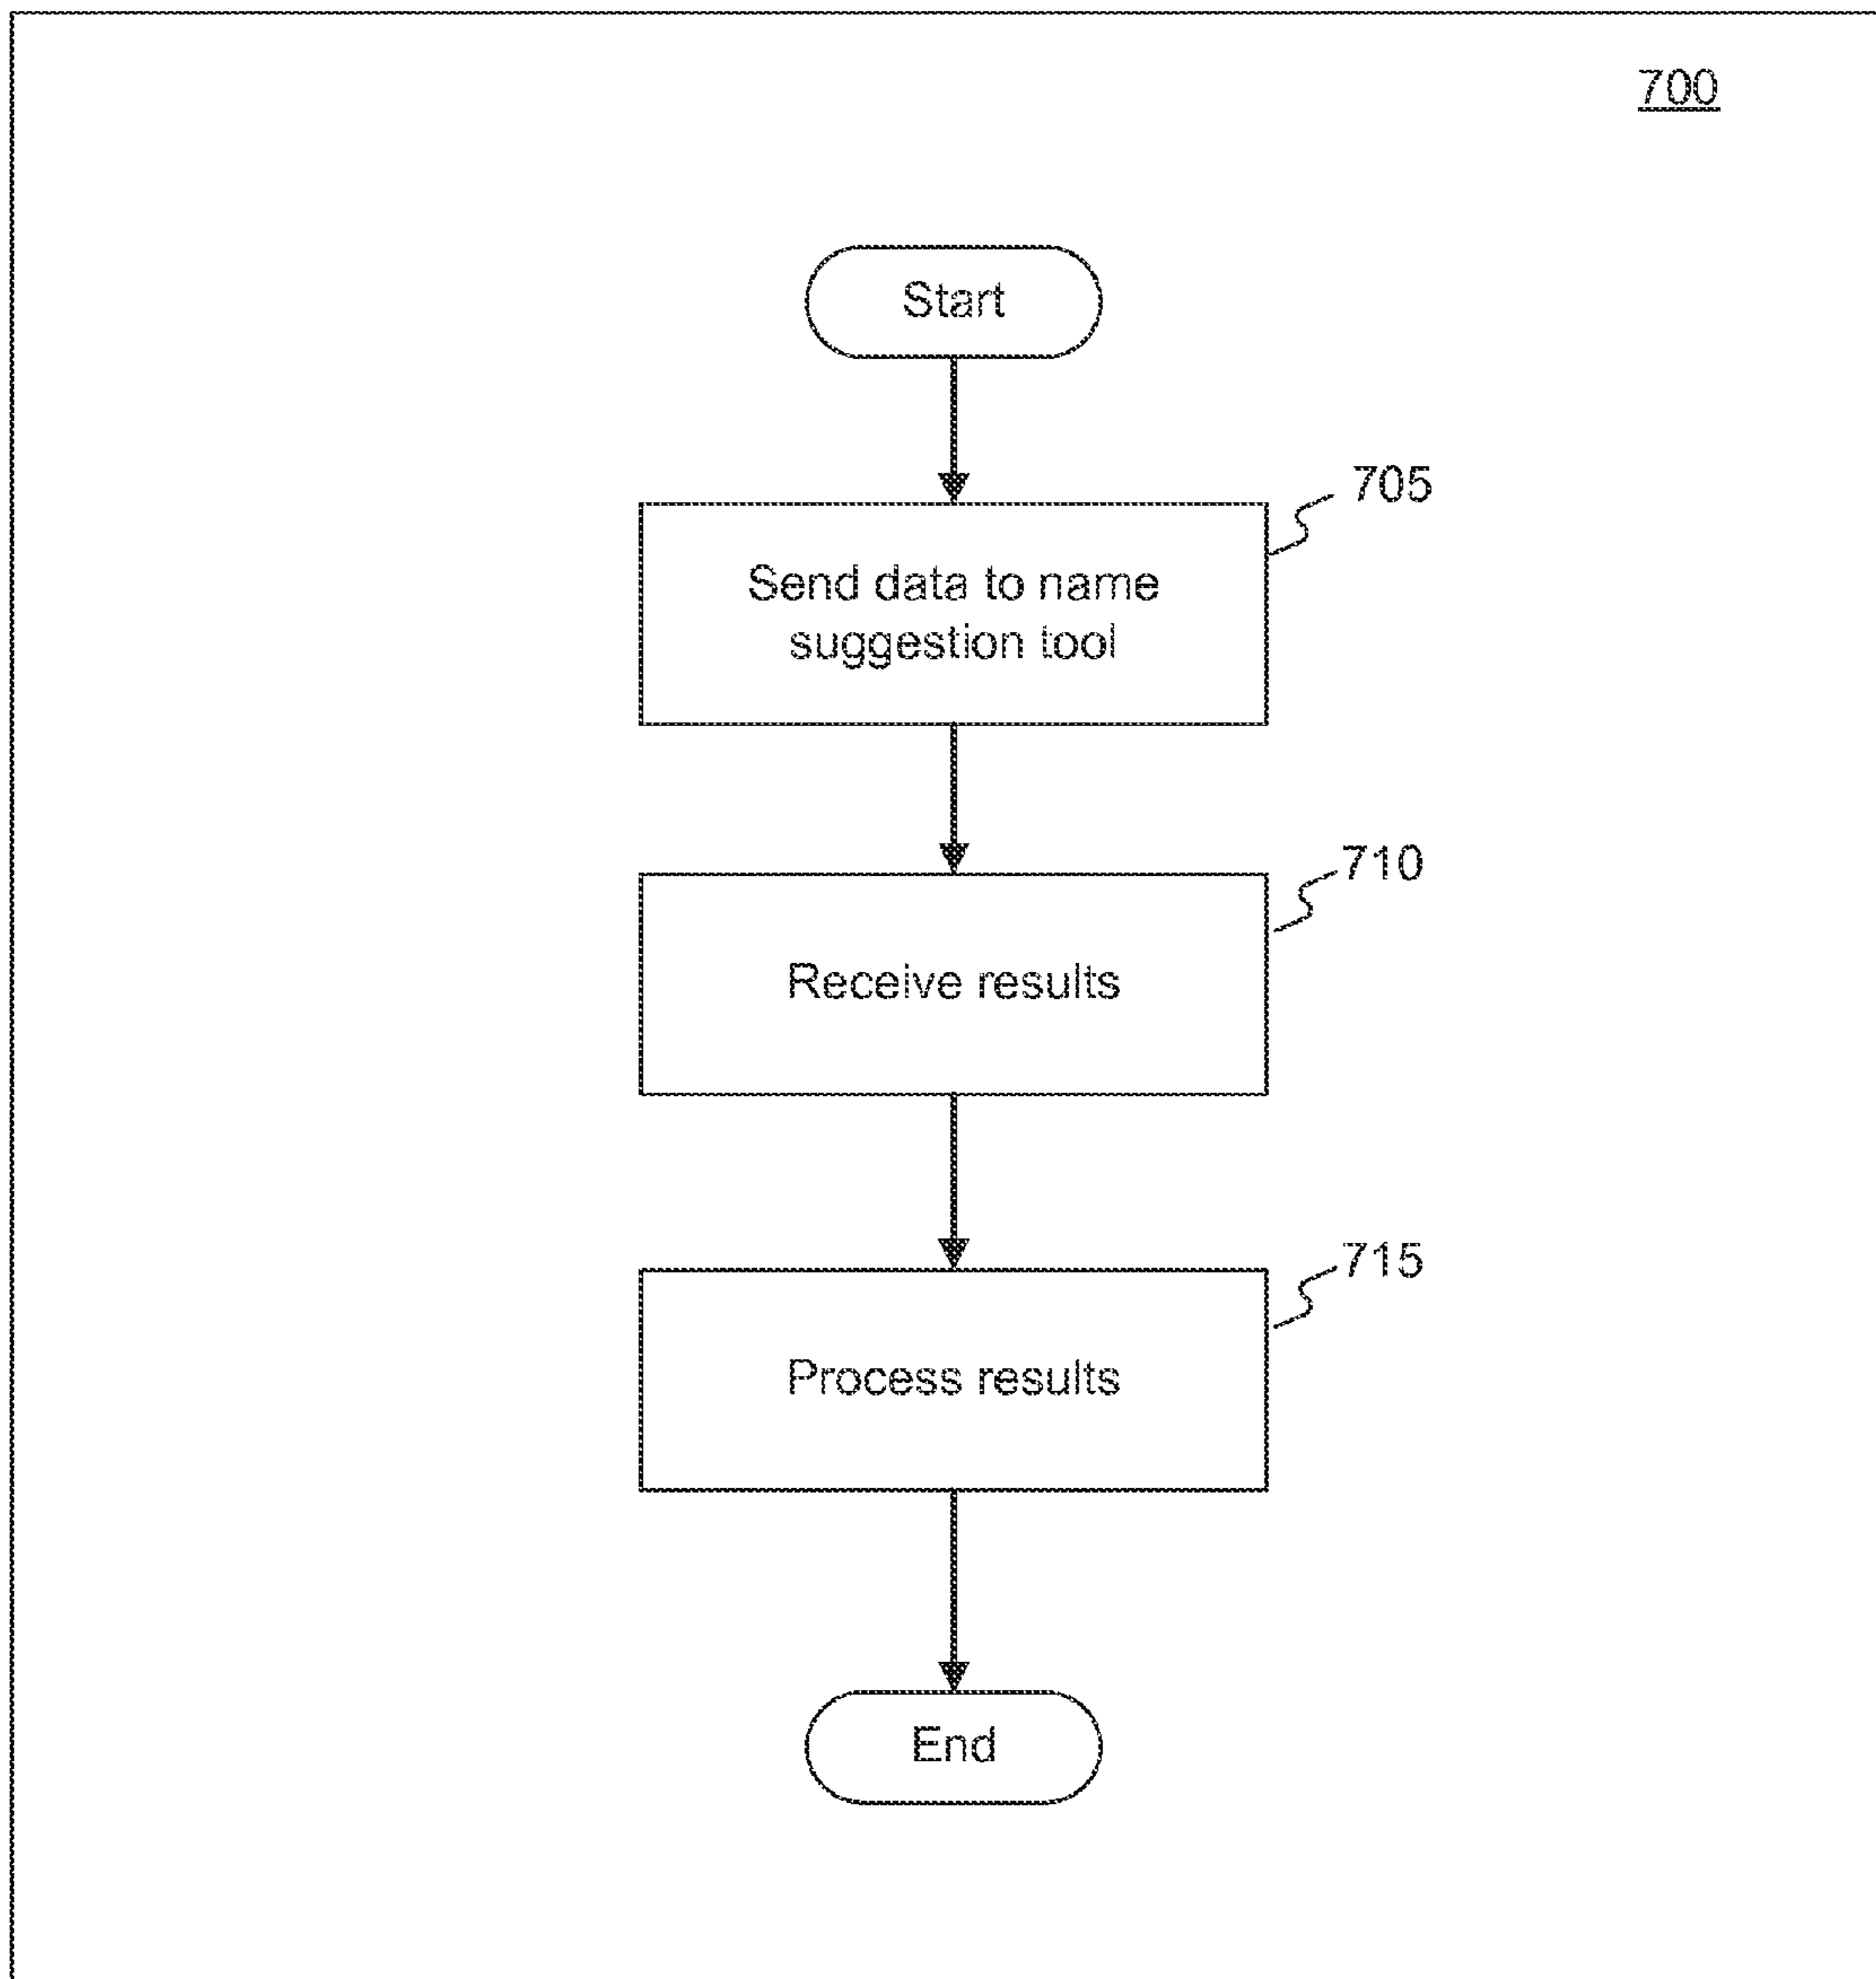 700
Start
705
Send data to name
suggestion tool
710
Receive results
715
Process results
End